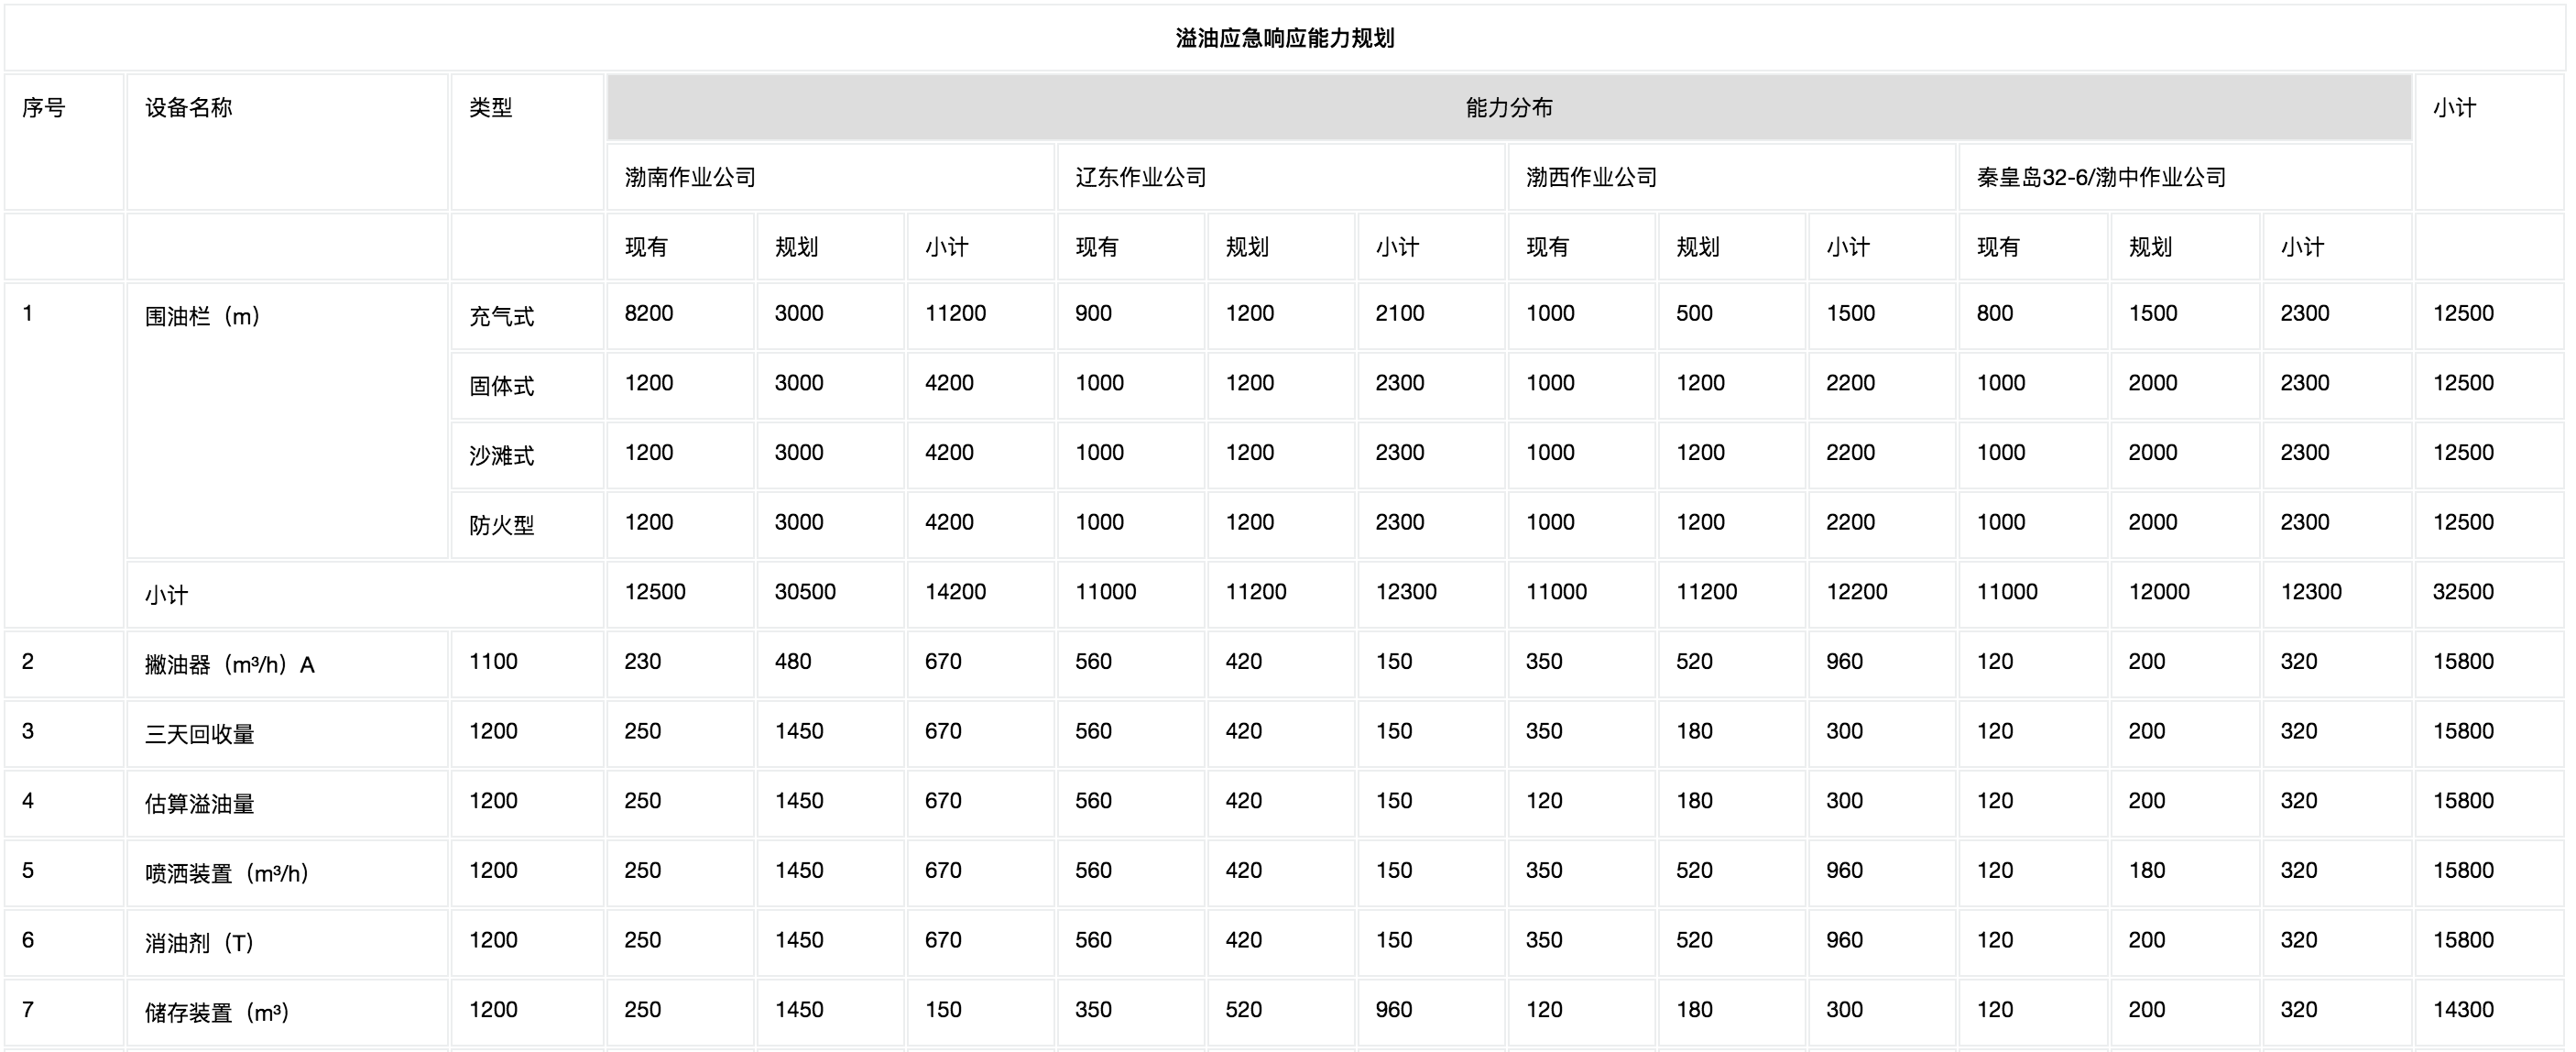 溢油应急响应能力规划
序号 设备名称 类型 能力分布 小计
渤南作业公司 辽东作业公司 渤西作业公司 秦皇岛32-6/渤中作业公司
现有 规划 小计 现有 规划 小计 现有 规划 小计 现有 规划 小计
1 围油栏（m） 充气式 8200 3000 11200 900 1200 2100 1000 500 1500 800 1500 2300 12500
固体式 1200 3000 4200 1000 1200 2300 1000 1200 2200 1000 2000 2300 12500
沙滩式 1200 3000 4200 1000 1200 2300 1000 1200 2200 1000 2000 2300 12500
防火型 1200 3000 4200 1000 1200 2300 1000 1200 2200 1000 2000 2300 12500
小计 12500 30500 14200 11000 11200 12300 11000 11200 12200 11000 12000 12300 32500
2 撇油器（m³/h）A 1100 230 480 670 560 420 150 350 520 960 120 200 320 15800
3 三天回收量 1200 250 1450 670 560 420 150 350 180 300 120 200 320 15800
4 估算溢油量 1200 250 1450 670 560 420 150 120 180 300 120 200 320 15800
5 喷洒装置（m³/h） 1200 250 1450 670 560 420 150 350 520 960 120 180 320 15800
6 消油剂（T） 1200 250 1450 670 560 420 150 350 520 960 120 200 320 15800
7 储存装置（m³） 1200 250 1450 150 350 520 960 120 180 300 120 200 320 14300